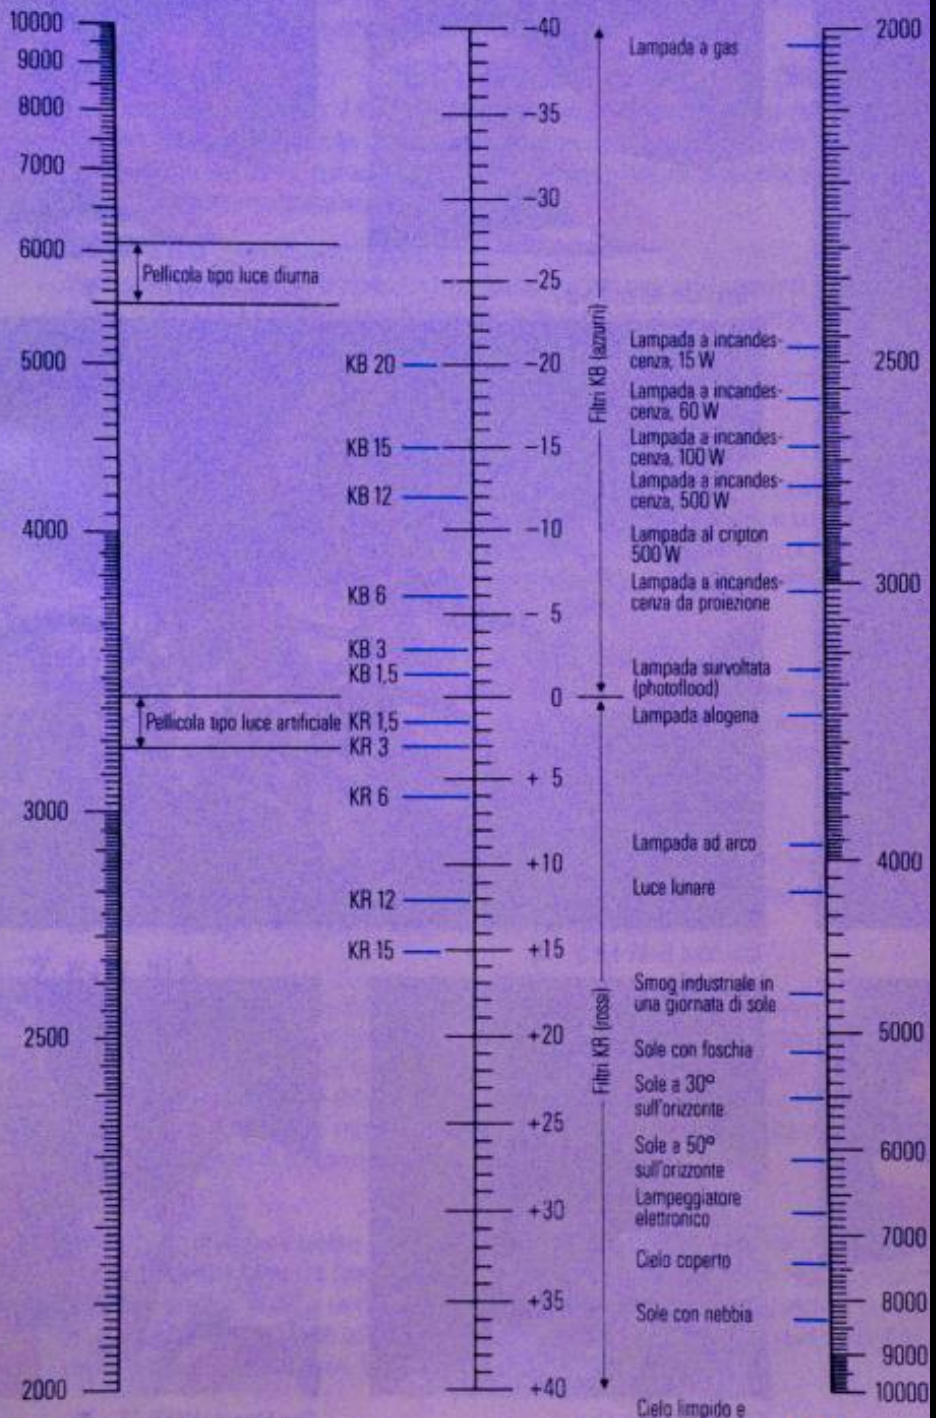 10000
9000
8000
7000
6000
Pellicola tipo luce diurna
5000
4000
Pellicola tipo luce artificiale
3000
2500
2000
KB 20
KB 15
KB 12
KB 6
KB 3
KB 1,5
KR 1,5
KR 3
KR 6
KR 12
KR 15
−40
−35
−30
−25
−20
−15
−10
− 5
0
+ 5
+10
+15
+20
+25
+30
+35
+40
Filtri KB (azzurri)
Filtri KR (rossi)
Lampada a gas
Lampada a incandes-
cenza, 15 W
Lampada a incandes-
cenza, 60 W
Lampada a incandes-
cenza, 100 W
Lampada a incandes-
cenza, 500 W
Lampada al cripton
500 W
Lampada a incandes-
cenza da proiezione
Lampada survoltata
(photoflood)
Lampada alogena
Lampada ad arco
Luce lunare
Smog industriale in
una giornata di sole
Sole con foschia
Sole a 30º
sull'orizzonte
Sole a 50º
sull'orizzonte
Lampeggiatore
elettronico
Cielo coperto
Sole con nebbia
Cielo limpido e
2000
2500
3000
4000
5000
6000
7000
8000
9000
10000